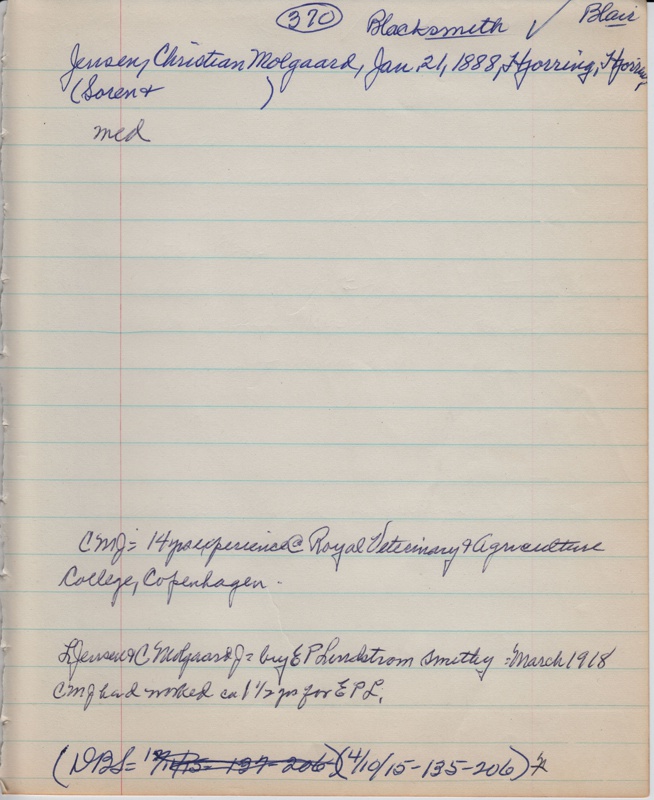 370 Blacksmith ✓ Blair
Jensen, Christian Molgaard, Jan. 21, 1888, Hjorring, Hjorring,
(Soren + )
med
CMJ = 14 yrs experience @ Royal Veterinary & Agriculture
College, Copenhagen.
L Jensen & C Molgaard J = buy E P Lindstrom smithy = March 1918
CMJ had worked ca 1 1/2 yrs for E P L.
(DBS= (4/10/15-135-206)